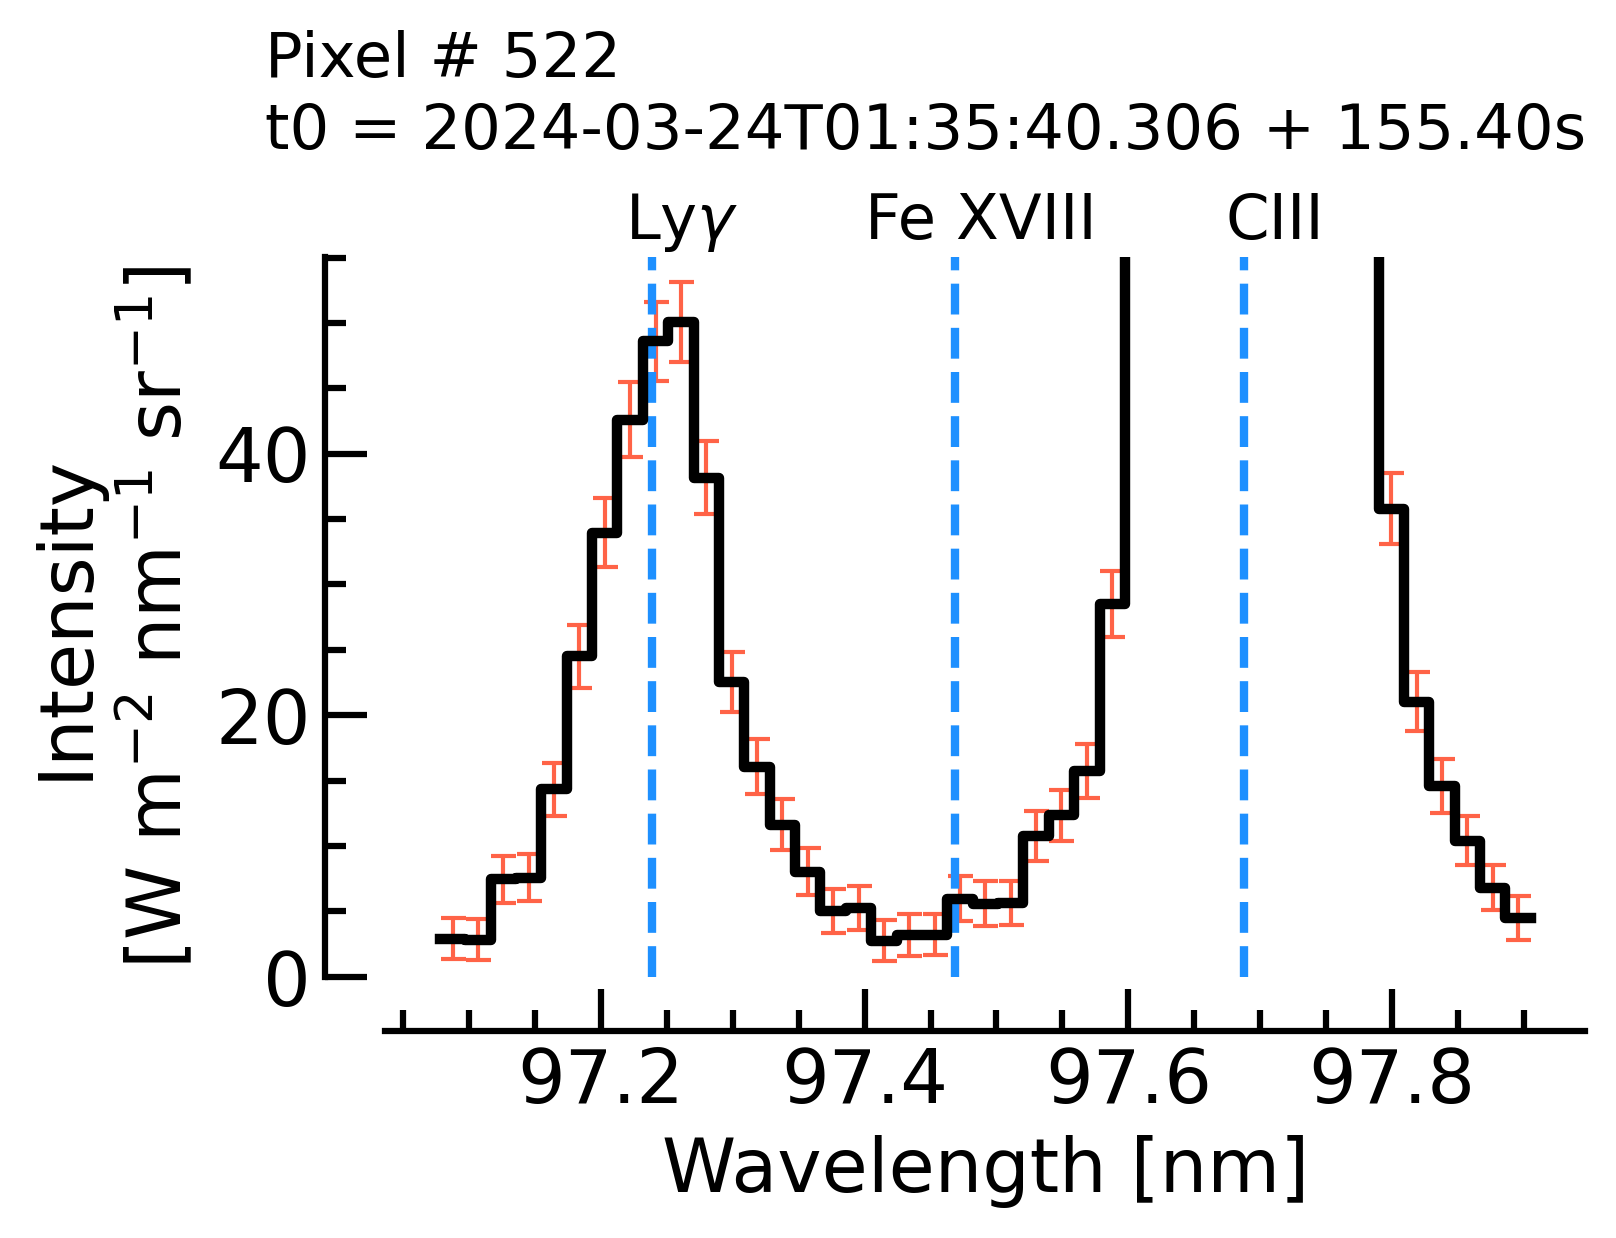 Pixel # 522
t0 = 2024-03-24T01:35:40.306 + 155.40s
Lyγ Fe XVIII CIII
Intensity
[W m⁻² nm⁻¹ sr⁻¹]
40
20
0
97.2 97.4 97.6 97.8
Wavelength [nm]